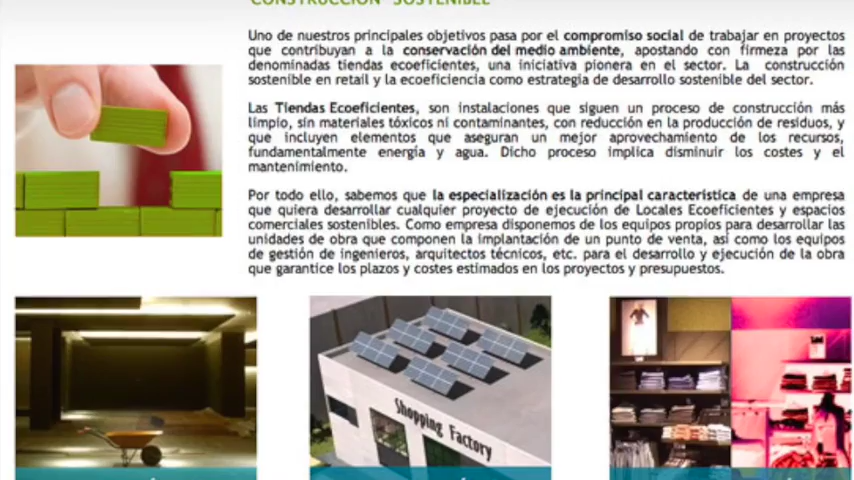 CONSTRUCCIÓN SOSTENIBLE
Uno de nuestros principales objetivos pasa por el compromiso social de trabajar en proyectos
que contribuyan a la conservación del medio ambiente, apostando con firmeza por las
denominadas tiendas ecoeficientes, una iniciativa pionera en el sector. La construcción
sostenible en retail y la ecoeficiencia como estrategia de desarrollo sostenible del sector.
Las Tiendas Ecoeficientes, son instalaciones que siguen un proceso de construcción más
limpio, sin materiales tóxicos ni contaminantes, con reducción en la producción de residuos, y
que incluyen elementos que aseguran un mejor aprovechamiento de los recursos,
fundamentalmente energía y agua. Dicho proceso implica disminuir los costes y el
mantenimiento.
Por todo ello, sabemos que la especialización es la principal característica de una empresa
que quiera desarrollar cualquier proyecto de ejecución de Locales Ecoeficientes y espacios
comerciales sostenibles. Como empresa disponemos de los equipos propios para desarrollar las
unidades de obra que componen la implantación de un punto de venta, así como los equipos
de gestión de ingenieros, arquitectos técnicos, etc. para el desarrollo y ejecución de la obra
que garantice los plazos y costes estimados en los proyectos y presupuestos.
Shopping Factory